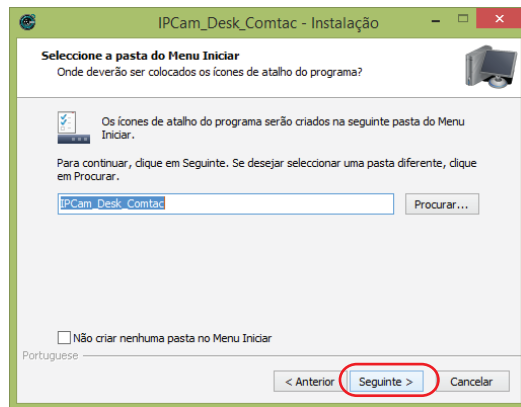 IPCam_Desk_Comtac - Instalação
Seleccione a pasta do Menu Iniciar
Onde deverão ser colocados os ícones de atalho do programa?
Os ícones de atalho do programa serão criados na seguinte pasta do Menu
Iniciar.
Para continuar, clique em Seguinte. Se desejar seleccionar uma pasta diferente, clique
em Procurar.
IPCam_Desk_Comtac
Procurar...
Não criar nenhuma pasta no Menu Iniciar
Portuguese
< Anterior
Seguinte >
Cancelar